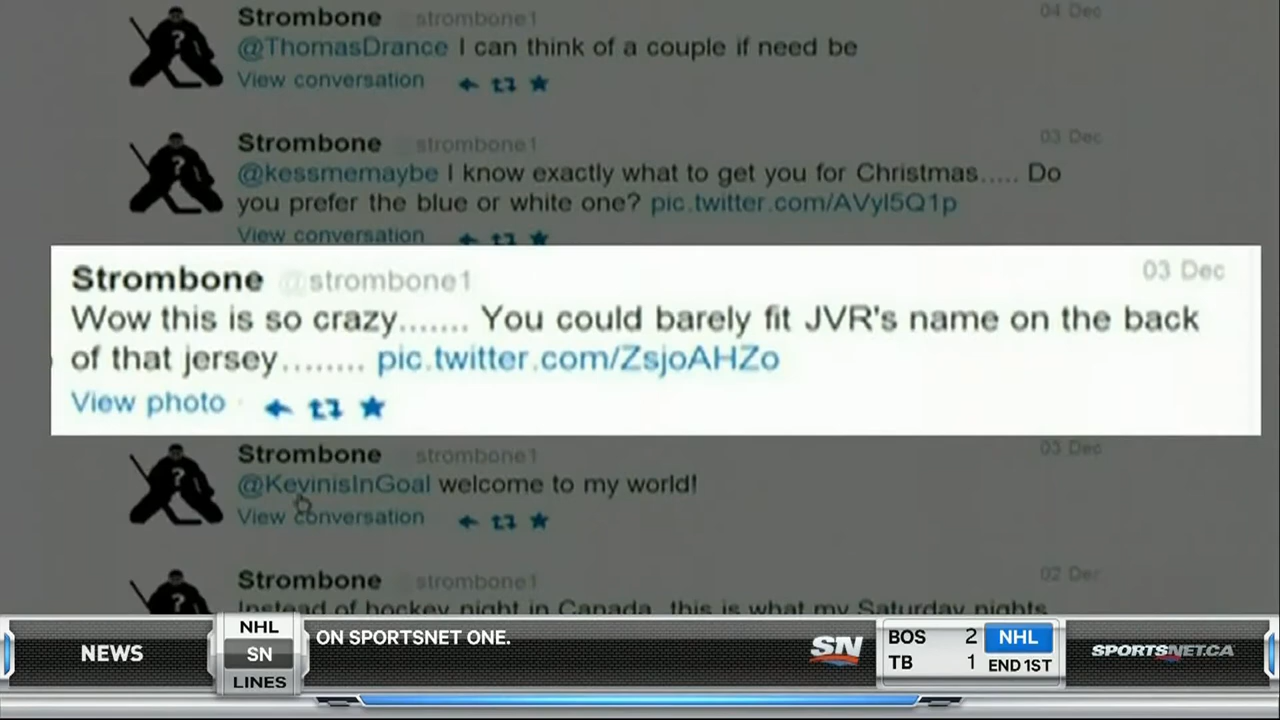 Strombone @strombone1 04 Dec
@ThomasDrance I can think of a couple if need be
View conversation
Strombone @strombone1 03 Dec
@kessmemaybe I know exactly what to get you for Christmas..... Do
you prefer the blue or white one? pic.twitter.com/AVyI5Q1p
View conversation
Strombone @strombone1 03 Dec
Wow this is so crazy....... You could barely fit JVR's name on the back
of that jersey........ pic.twitter.com/ZsjoAHZo
View photo
Strombone @strombone1 03 Dec
@KevinisInGoal welcome to my world!
View conversation
Strombone @strombone1 02 Dec
Instead of hockey night in Canada, this is what my Saturday nights
NEWS
NHL
SN
LINES
ON SPORTSNET ONE.
SN
BOS 2 NHL
TB 1 END 1ST
SPORTSNET.CA